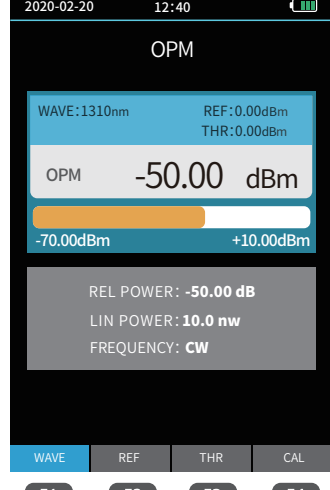 2020-02-20 12:40
OPM
WAVE:1310nm REF:0.00dBm
THR:0.00dBm
OPM -50.00 dBm
-70.00dBm +10.00dBm
REL POWER: -50.00 dB
LIN POWER: 10.0 nw
FREQUENCY: CW
WAVE REF THR CAL